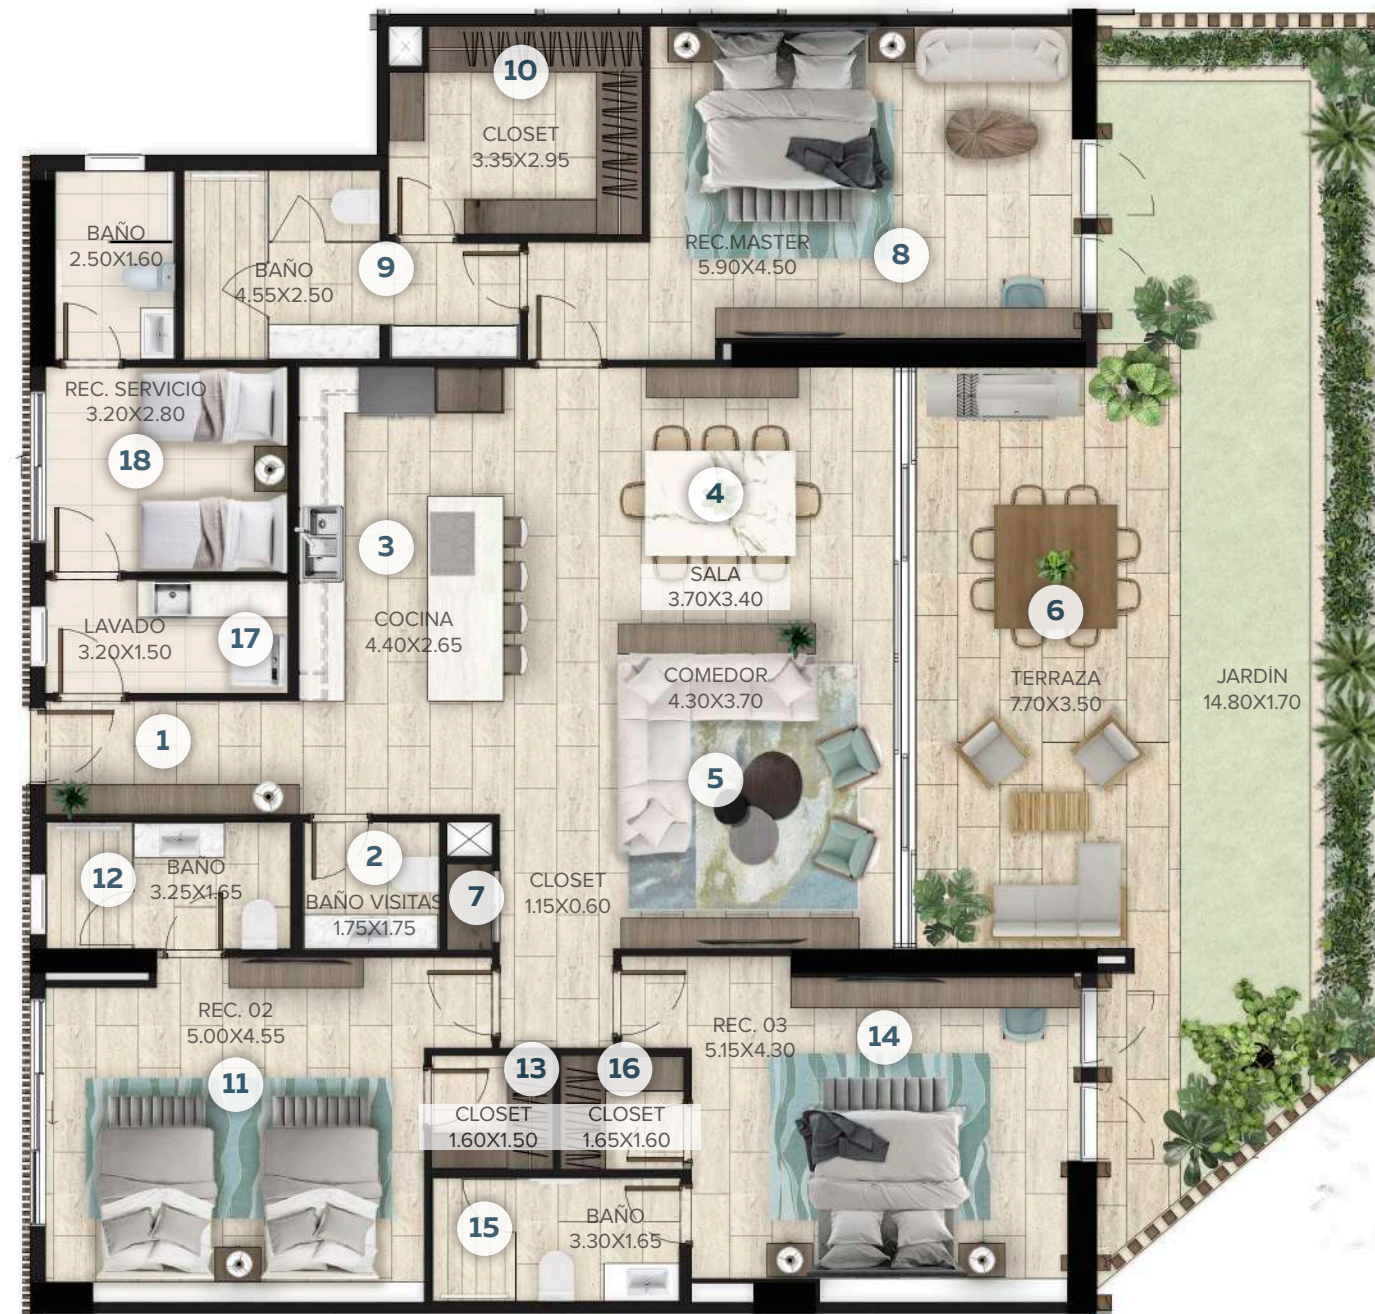 10
CLOSET
3.35X2.95
BAÑO
2.50X1.60
BAÑO
4.55X2.50
9
REC.MASTER
5.90X4.50
8
REC. SERVICIO
3.20X2.80
18
3
4
SALA
3.70X3.40
COCINA
4.40X2.65
6
LAVADO
3.20X1.50
17
COMEDOR
4.30X3.70
TERRAZA
7.70X3.50
JARDÍN
14.80X1.70
1
5
12
BAÑO
3.25X1.65
2
BAÑO VISITAS
1.75X1.75
7
CLOSET
1.15X0.60
REC. 02
5.00X4.55
11
REC. 03
5.15X4.30
14
13
CLOSET
1.60X1.50
16
CLOSET
1.65X1.60
15
BAÑO
3.30X1.65